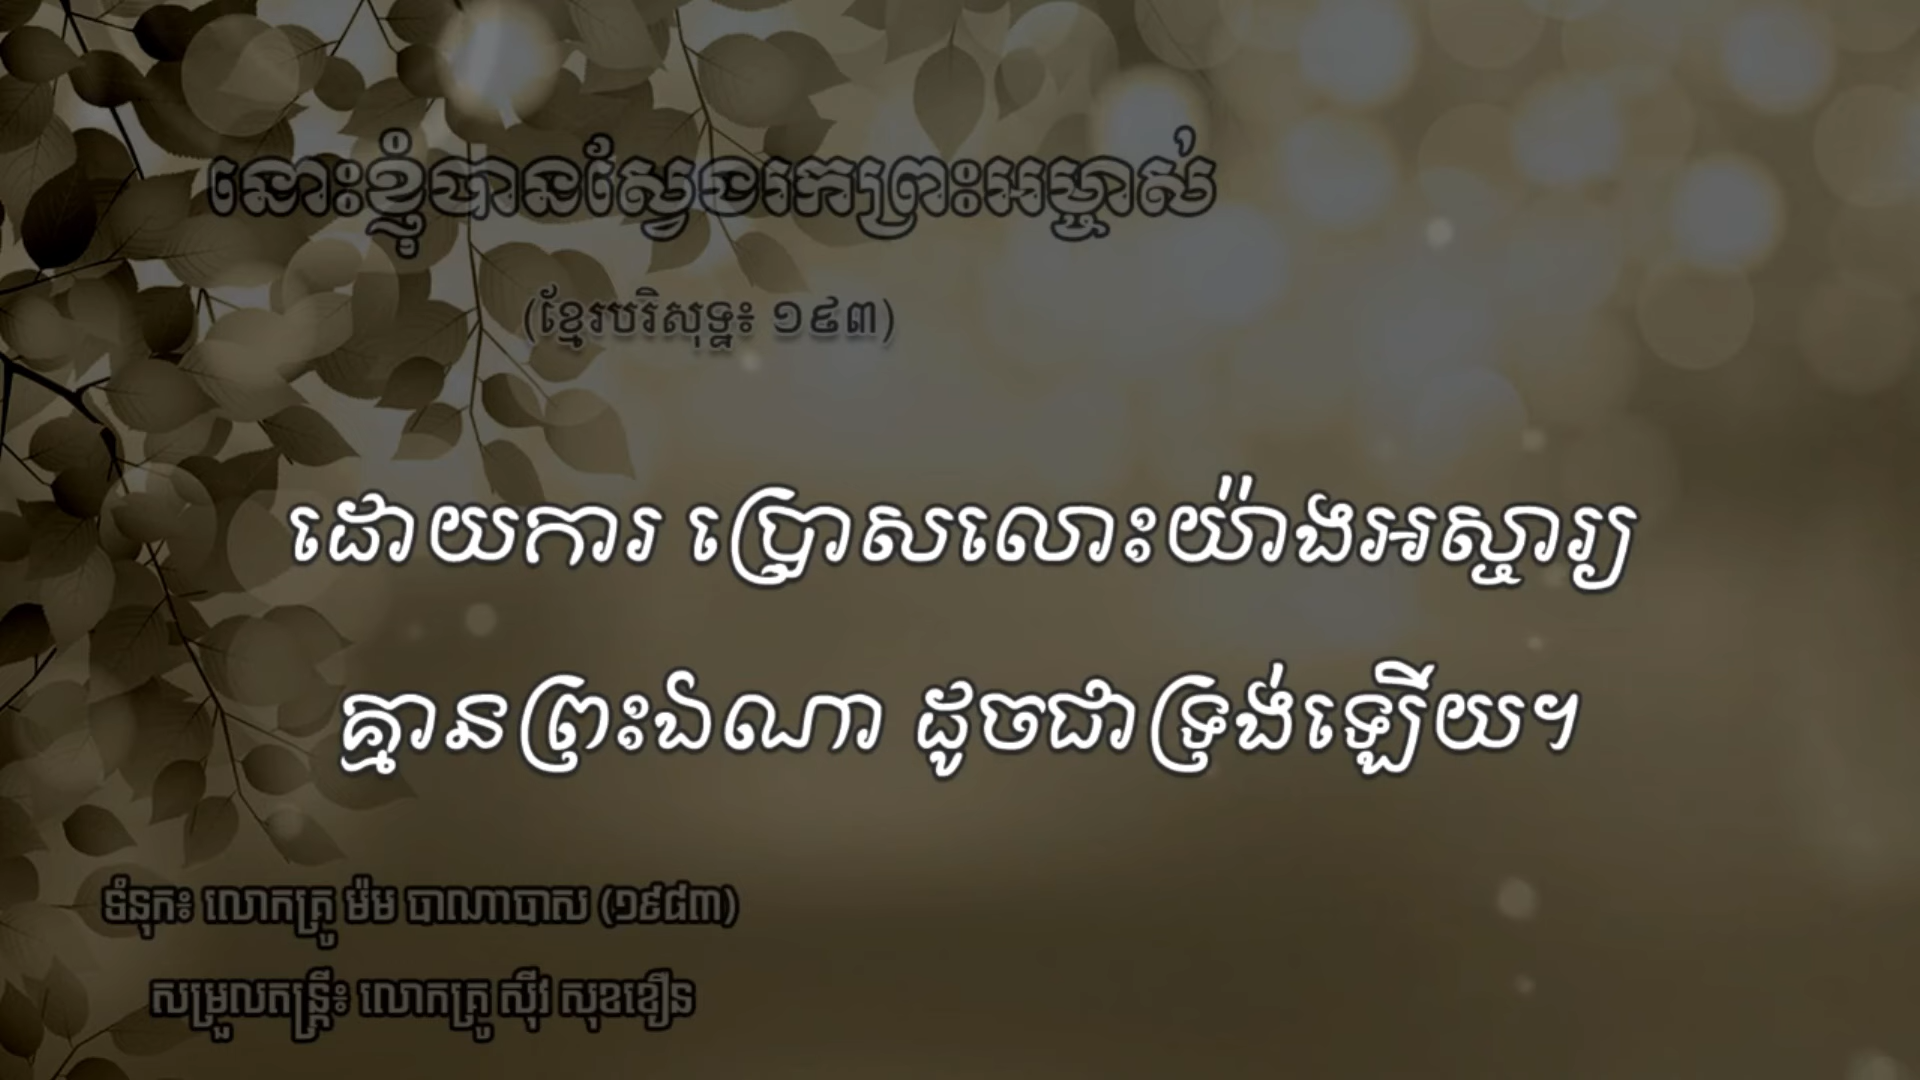 នោះខ្ញុំបានស្វែងរកព្រះអម្ចាស់
(ខ្មែរបរិសុទ្ឋ៖ ១៩៣)
ដោយការ ប្រោសលោះយ៉ាងអស្ចារ្យ
គ្មានព្រះឯណា ដូចជាទ្រង់ឡើយ។
ទំនុក៖ លោកគ្រូ ម៉ម បាណាបាស (១៩៨៣)
សម្រួលតន្ត្រី៖ លោកគ្រូ ស៊ីវ សុខខឿន